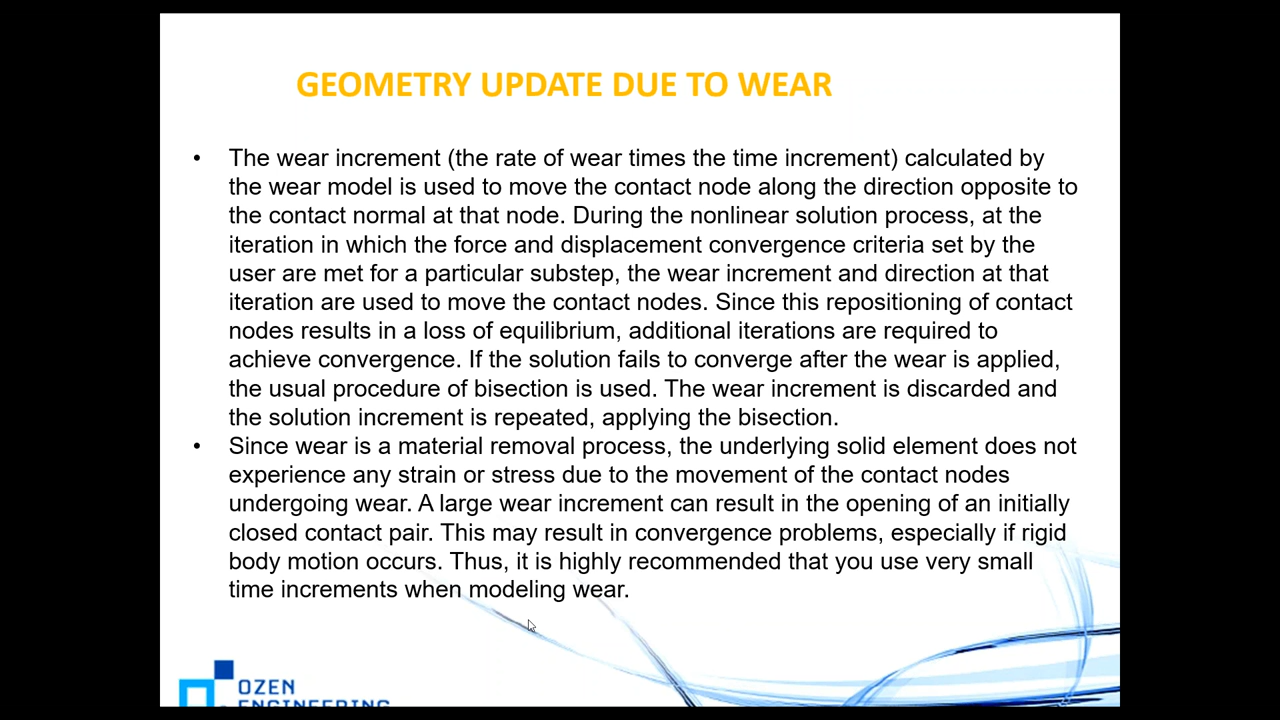 GEOMETRY UPDATE DUE TO WEAR
• The wear increment (the rate of wear times the time increment) calculated by
the wear model is used to move the contact node along the direction opposite to
the contact normal at that node. During the nonlinear solution process, at the
iteration in which the force and displacement convergence criteria set by the
user are met for a particular substep, the wear increment and direction at that
iteration are used to move the contact nodes. Since this repositioning of contact
nodes results in a loss of equilibrium, additional iterations are required to
achieve convergence. If the solution fails to converge after the wear is applied,
the usual procedure of bisection is used. The wear increment is discarded and
the solution increment is repeated, applying the bisection.
• Since wear is a material removal process, the underlying solid element does not
experience any strain or stress due to the movement of the contact nodes
undergoing wear. A large wear increment can result in the opening of an initially
closed contact pair. This may result in convergence problems, especially if rigid
body motion occurs. Thus, it is highly recommended that you use very small
time increments when modeling wear.
OZEN
ENGINEERING